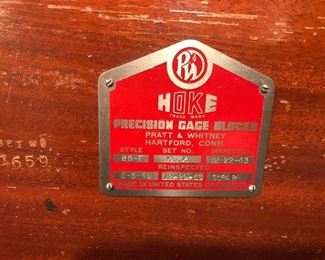 P&W
HOKE
TRADE MARK
PRECISION GAGE BLOCKS
PRATT & WHITNEY
HARTFORD, CONN.
STYLE SET NO. INSPECTED
85-E 12-22-43
REINSPECTED
MADE IN UNITED STATES OF AMERICA
SET NO
1659